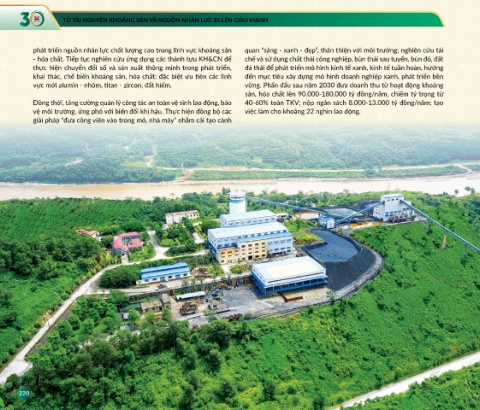 30 TỪ TÀI NGUYÊN KHOÁNG SẢN VÀ NGUỒN NHÂN LỰC ĐI LÊN GIÀU MẠNH
phát triển nguồn nhân lực chất lượng cao trong lĩnh vực khoáng sản
- hóa chất. Tiếp tục nghiên cứu ứng dụng các thành tựu KH&CN để
thực hiện chuyển đổi số và sản xuất thông minh trong phát triển,
khai thác, chế biến khoáng sản, hóa chất; đặc biệt ưu tiên các lĩnh
vực mới alumin - nhôm, titan - zircon, đất hiếm.
Đồng thời, tăng cường quản lý công tác an toàn vệ sinh lao động, bảo
vệ môi trường, ứng phó với biến đổi khí hậu. Thực hiện đồng bộ các
giải pháp "đưa công viên vào trong mỏ, nhà máy" nhằm cải tạo cảnh
quan "sáng - xanh - đẹp", thân thiện với môi trường; nghiên cứu tái
chế và sử dụng chất thải công nghiệp, bùn thải sau tuyển, bùn đỏ, đất
đá thải để phát triển mô hình kinh tế xanh, kinh tế tuần hoàn, hướng
đến mục tiêu xây dựng mô hình doanh nghiệp xanh, phát triển bền
vững. Phấn đấu sau năm 2030 đưa doanh thu từ hoạt động khoáng
sản, hóa chất lên 90.000-180.000 tỷ đồng/năm, chiếm tỷ trọng từ
40-60% toàn TKV; nộp ngân sách 8.000-13.000 tỷ đồng/năm; tạo
việc làm cho khoảng 22 nghìn lao động.
220